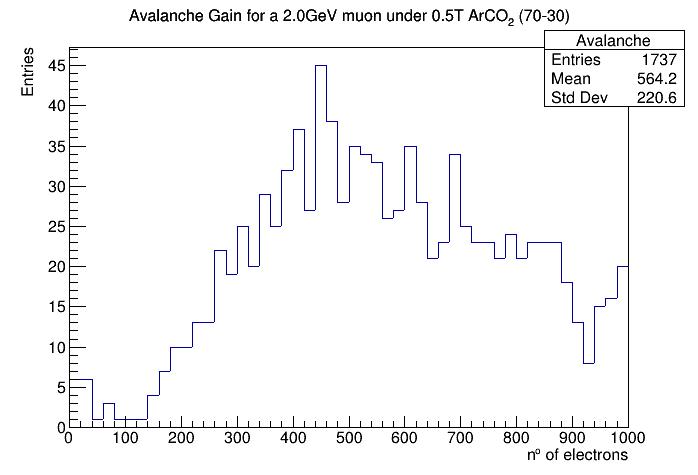 Avalanche Gain for a 2.0GeV muon under 0.5T ArCO₂ (70-30)
Avalanche
Entries 1737
Mean 564.2
Std Dev 220.6
Entries
45
40
35
30
25
20
15
10
5
0
0 100 200 300 400 500 600 700 800 900 1000
nº of electrons